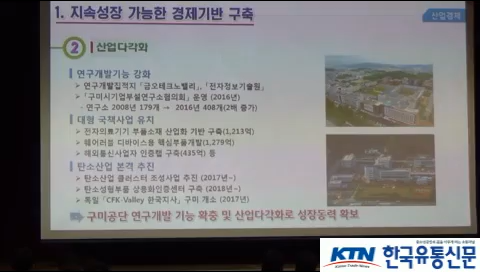 1. 지속성장 가능한 경제기반 구축
산업경제
2 산업다각화
연구개발기능 강화
▸ 연구개발집적지「금오테크노밸리」,「전자정보기술원」
▸「구미시기업부설연구소협의회」운영 (2016년)
- 연구소 2008년 179개 → 2016년 408개(2배 증가)
대형 국책사업 유치
▸ 전자의료기기 부품소재 산업화 기반 구축(1,213억)
▸ 웨어러블 디바이스용 핵심부품개발(1,279억)
▸ 해외통신사업자 인증랩 구축(435억) 등
탄소산업 본격 추진
▸ 탄소산업 클러스터 조성사업 추진 (2017년~)
▸ 탄소성형부품 상용화인증센터 구축 (2018년~)
▸ 독일「CFK-Valley 한국지사」구미 개소 (2017년)
구미공단 연구개발 기능 확충 및 산업다각화로 성장동력 확보
KTN 한국유통신문